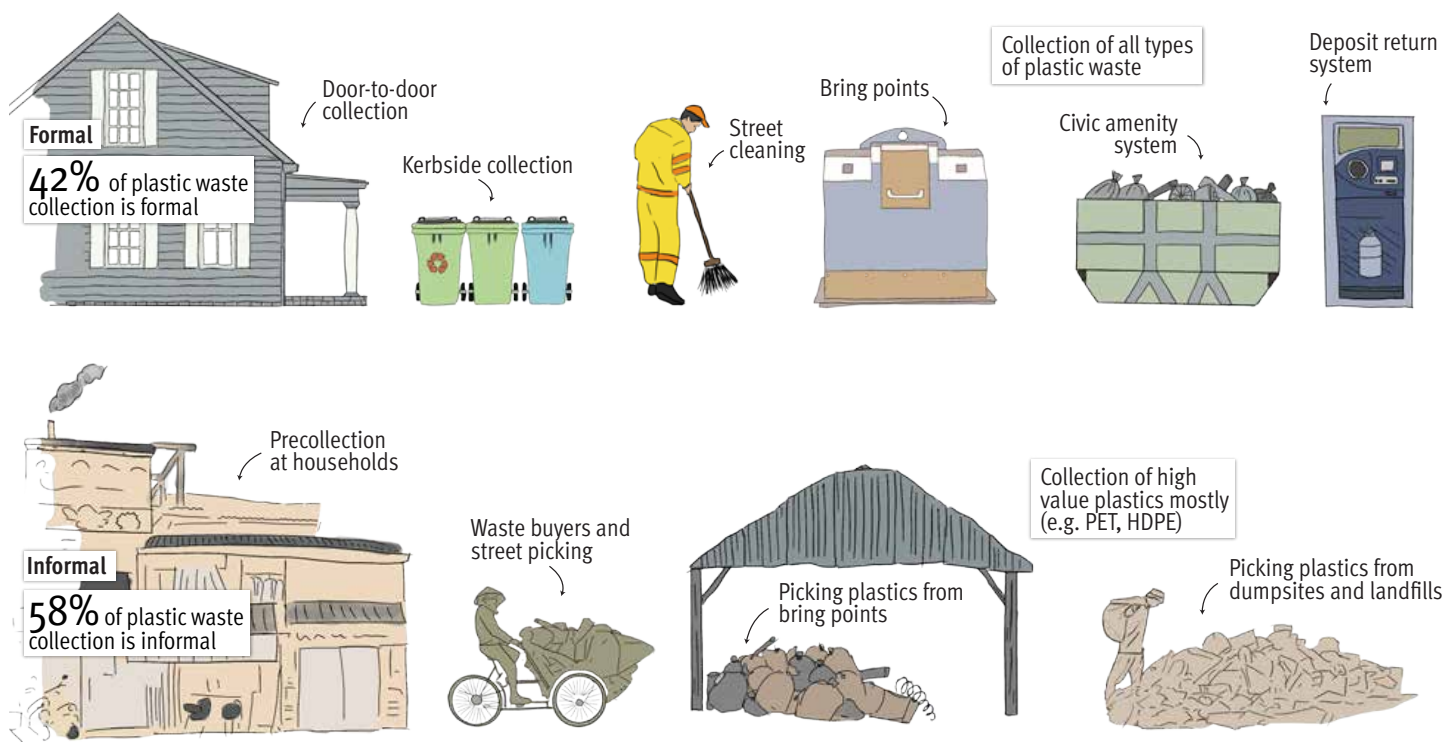 Formal
42% of plastic waste
collection is formal
Door-to-door
collection
Kerbside collection
Street
cleaning
Bring points
Collection of all types
of plastic waste
Civic amenity
system
Deposit return
system
Informal
58% of plastic waste
collection is informal
Precollection
at households
Waste buyers and
street picking
Picking plastics from
bring points
Collection of high
value plastics mostly
(e.g. PET, HDPE)
Picking plastics from
dumpsites and landfills